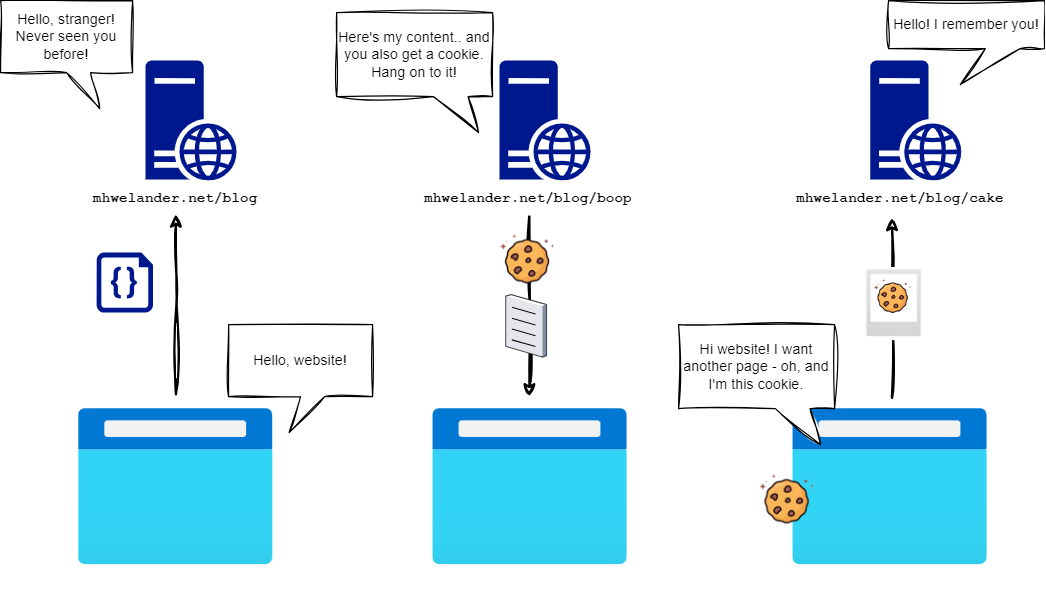 Hello, stranger!
Never seen you
before!
mhwelander.net/blog
{}
Hello, website!
Here's my content.. and
you also get a cookie.
Hang on to it!
mhwelander.net/blog/boop
Hello! I remember you!
mhwelander.net/blog/cake
Hi website! I want
another page - oh, and
I'm this cookie.